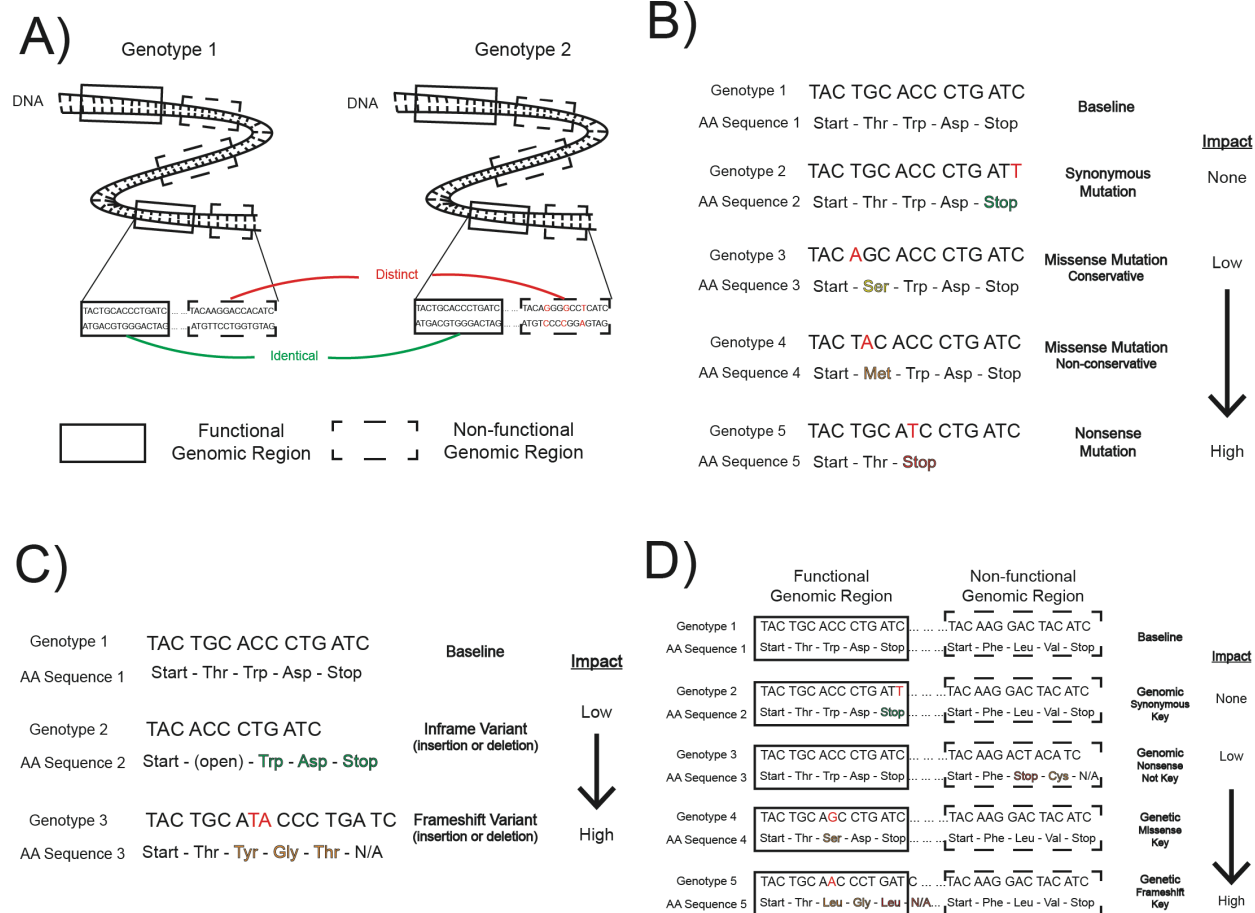 A)
Genotype 1
Genotype 2
DNA
DNA
Distinct
TACTGCACCCTGATC ... ... TACAAGGACCACATC
ATGACGTGGGACTAG ... ... ATGTTCCTGGTGTAG
TACTGCACCCTGATC ... ... TACAGGGGCCTCATC
ATGACGTGGGACTAG ... ... ATGTCCCCGGAGTAG
Identical
Functional
Genomic Region
Non-functional
Genomic Region
B)
Genotype 1 TAC TGC ACC CTG ATC
AA Sequence 1 Start - Thr - Trp - Asp - Stop
Baseline
Impact
Genotype 2 TAC TGC ACC CTG ATT
AA Sequence 2 Start - Thr - Trp - Asp - Stop
Synonymous
Mutation
None
Genotype 3 TAC AGC ACC CTG ATC
AA Sequence 3 Start - Ser - Trp - Asp - Stop
Missense Mutation
Conservative
Low
Genotype 4 TAC TAC ACC CTG ATC
AA Sequence 4 Start - Met - Trp - Asp - Stop
Missense Mutation
Non-conservative
Genotype 5 TAC TGC ATC CTG ATC
AA Sequence 5 Start - Thr - Stop
Nonsense
Mutation
High
C)
Genotype 1 TAC TGC ACC CTG ATC
AA Sequence 1 Start - Thr - Trp - Asp - Stop
Baseline
Impact
Genotype 2 TAC ACC CTG ATC
AA Sequence 2 Start - (open) - Trp - Asp - Stop
Inframe Variant
(insertion or deletion)
Low
Genotype 3 TAC TGC ATA CCC TGA TC
AA Sequence 3 Start - Thr - Tyr - Gly - Thr - N/A
Frameshift Variant
(insertion or deletion)
High
D)
Functional
Genomic Region
Non-functional
Genomic Region
Genotype 1 TAC TGC ACC CTG ATC ... ... ... TAC AAG GAC TAC ATC
AA Sequence 1 Start - Thr - Trp - Asp - Stop ... ... ... Start - Phe - Leu - Val - Stop
Baseline
Impact
Genotype 2 TAC TGC ACC CTG ATT ... ... ... TAC AAG GAC TAC ATC
AA Sequence 2 Start - Thr - Trp - Asp - Stop ... ... ... Start - Phe - Leu - Val - Stop
Genomic
Synonymous
Key
None
Genotype 3 TAC TGC ACC CTG ATC ... ... ... TAC AAG ACT ACA TC
AA Sequence 3 Start - Thr - Trp - Asp - Stop ... ... ... Start - Phe - Stop - Cys - N/A
Genomic
Nonsense
Not Key
Low
Genotype 4 TAC TGC AGC CTG ATC ... ... ... TAC AAG GAC TAC ATC
AA Sequence 4 Start - Thr - Ser - Asp - Stop ... ... ... Start - Phe - Leu - Val - Stop
Genetic
Missense
Key
Genotype 5 TAC TGC AAC CCT GAT C ... ... TAC AAG GAC TAC ATC
AA Sequence 5 Start - Thr - Leu - Gly - Leu - N/A... Start - Phe - Leu - Val - Stop
Genetic
Frameshift
Key
High